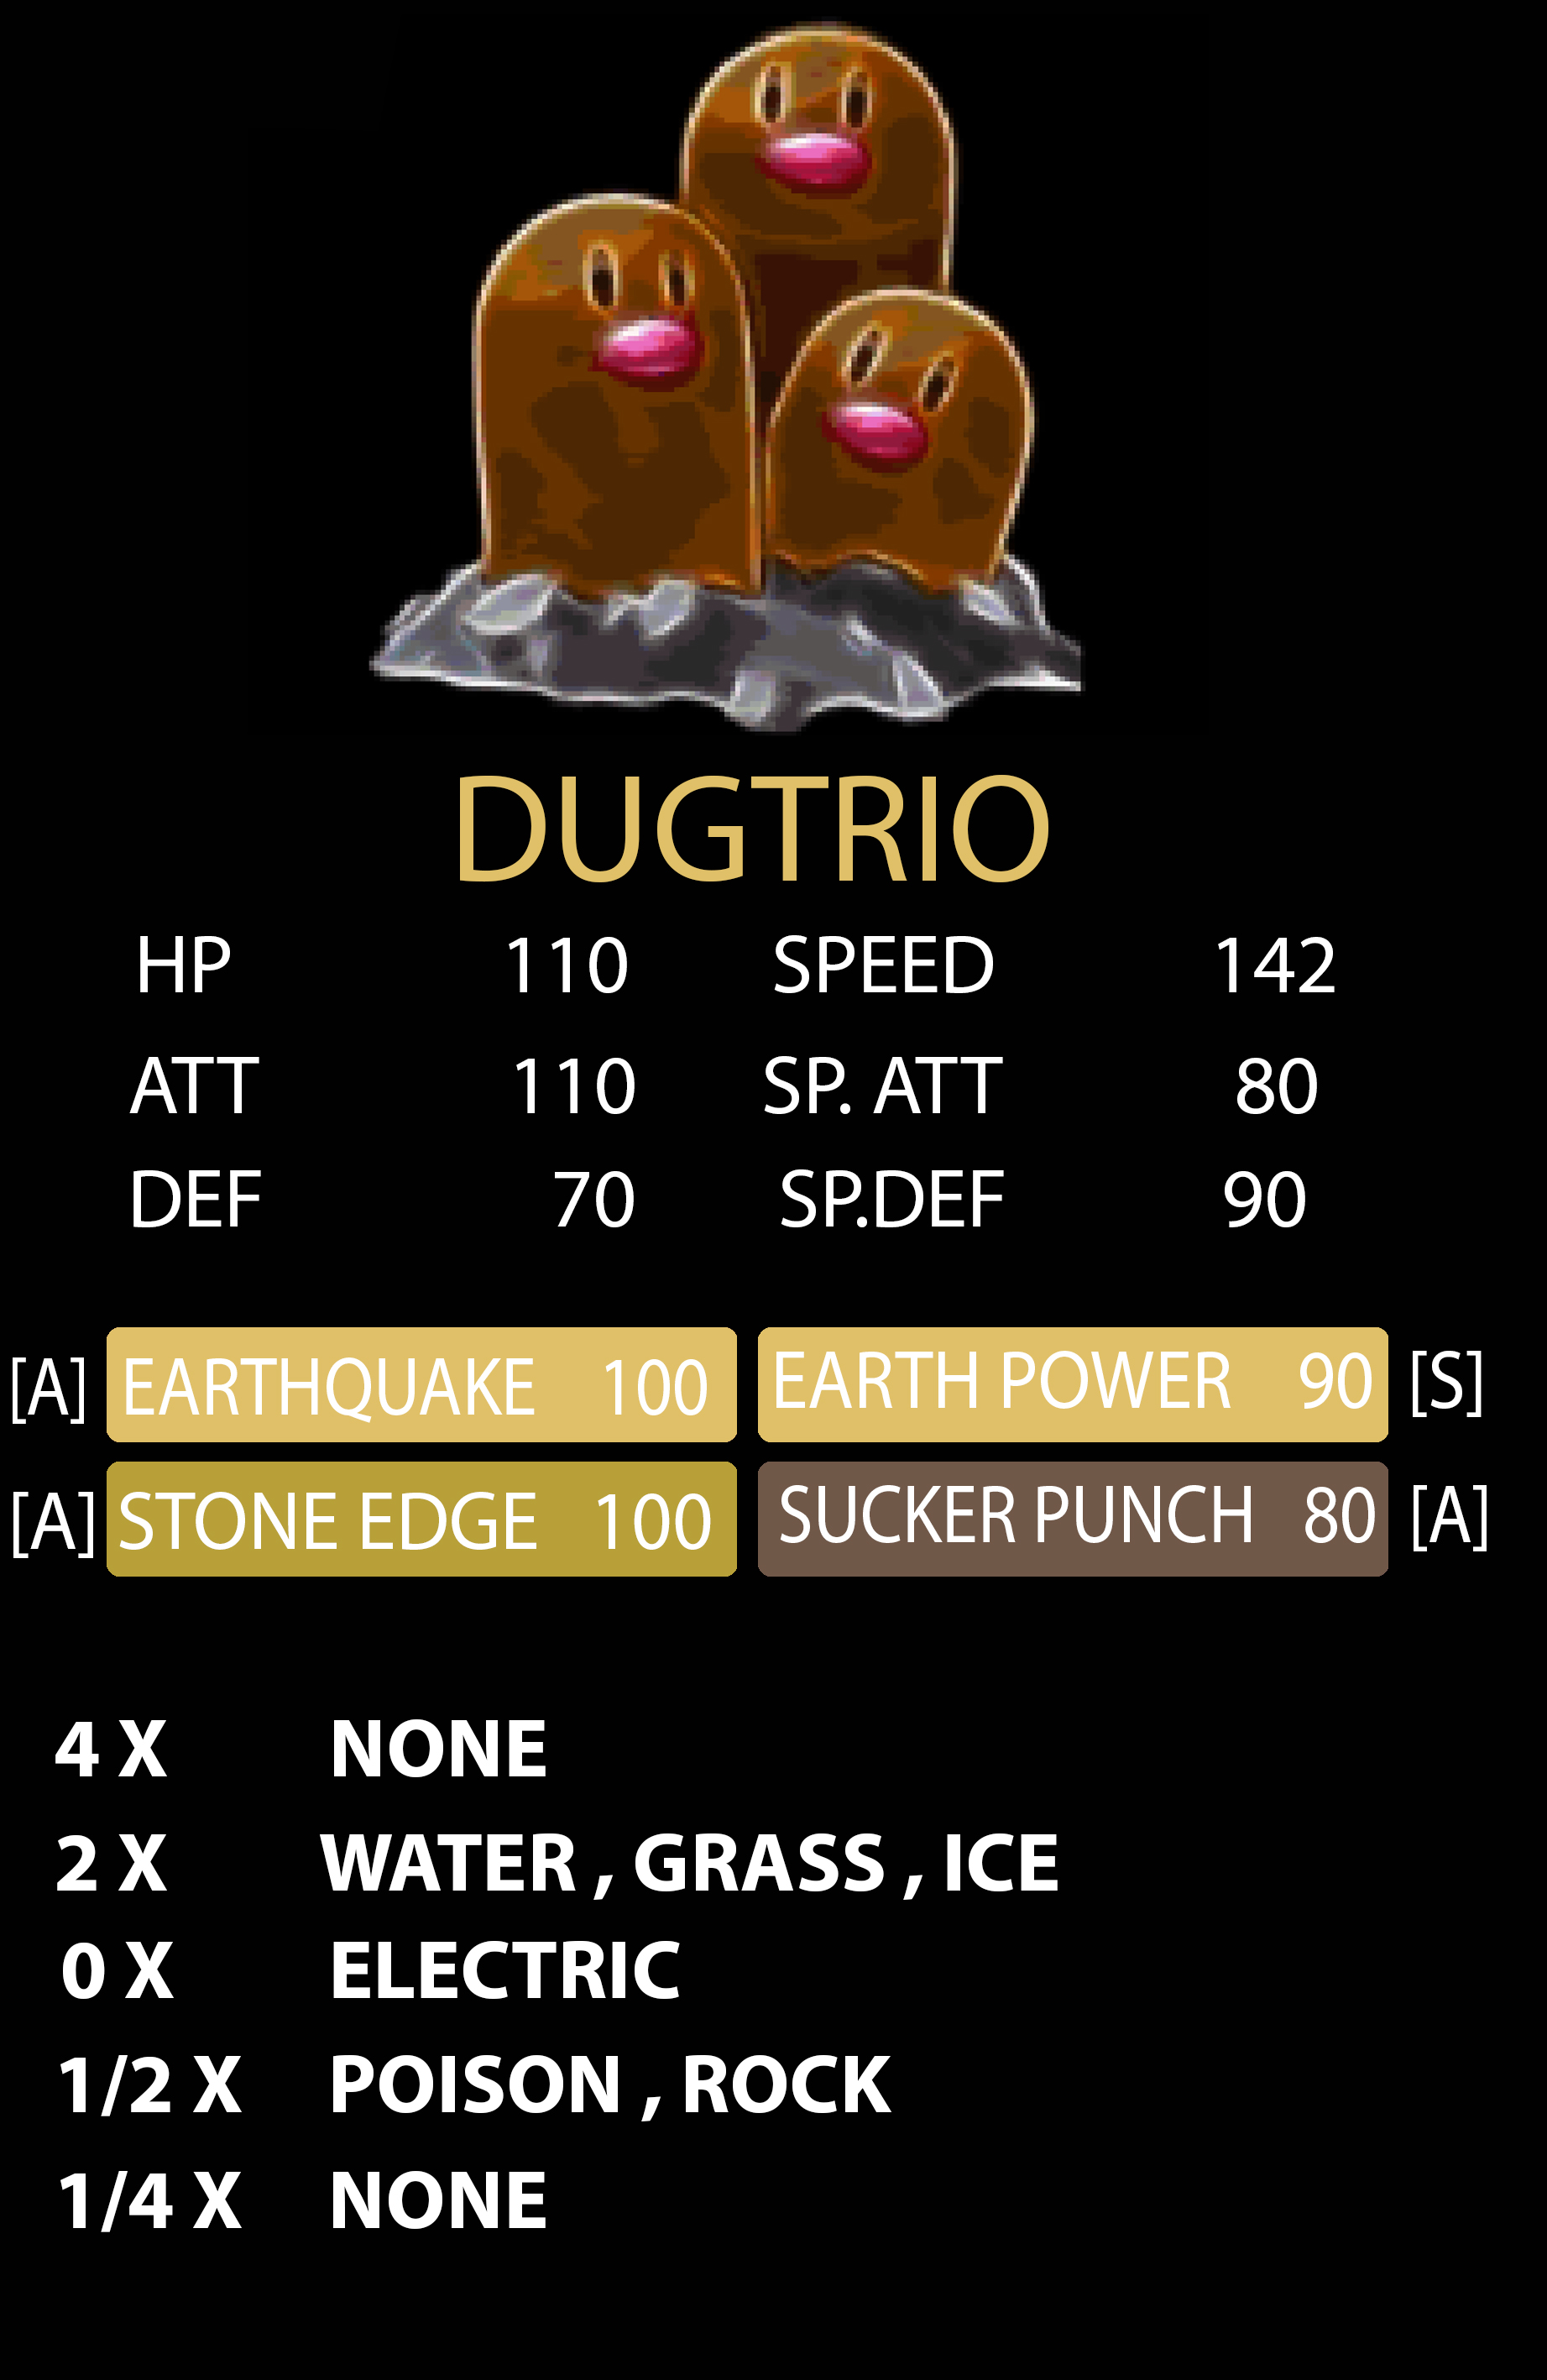 DUGTRIO
HP 110 SPEED 142
ATT 110 SP. ATT 80
DEF 70 SP.DEF 90
[A] EARTHQUAKE 100 EARTH POWER 90 [S]
[A] STONE EDGE 100 SUCKER PUNCH 80 [A]
4 X NONE
2 X WATER , GRASS , ICE
0 X ELECTRIC
1/2 X POISON , ROCK
1/4 X NONE